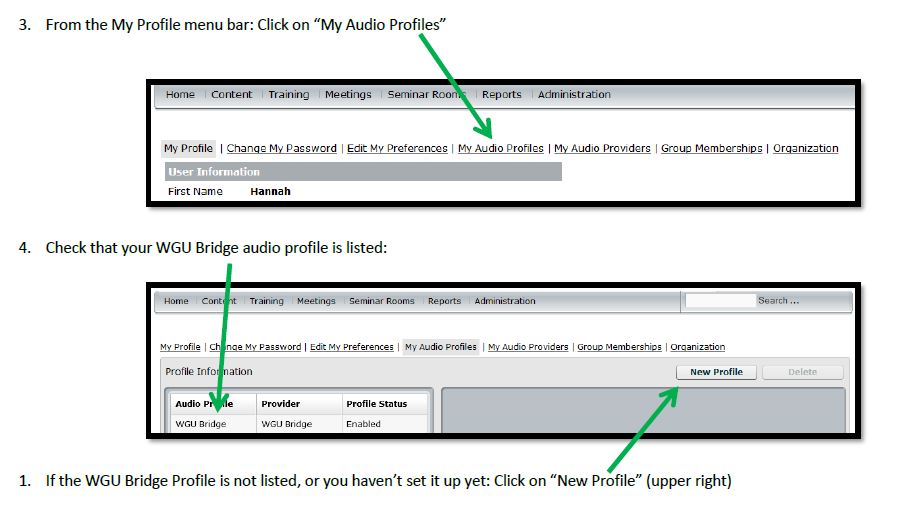 3. From the My Profile menu bar: Click on “My Audio Profiles”
Home Content Training Meetings Seminar Rooms Reports Administration
My Profile | Change My Password | Edit My Preferences | My Audio Profiles | My Audio Providers | Group Memberships | Organization
User Information
First Name Hannah
4. Check that your WGU Bridge audio profile is listed:
Home Content Training Meetings Seminar Rooms Reports Administration Search ...
My Profile | Change My Password | Edit My Preferences | My Audio Profiles | My Audio Providers | Group Memberships | Organization
Profile Information New Profile Delete
Audio Profile Provider Profile Status
WGU Bridge WGU Bridge Enabled
1. If the WGU Bridge Profile is not listed, or you haven’t set it up yet: Click on “New Profile” (upper right)